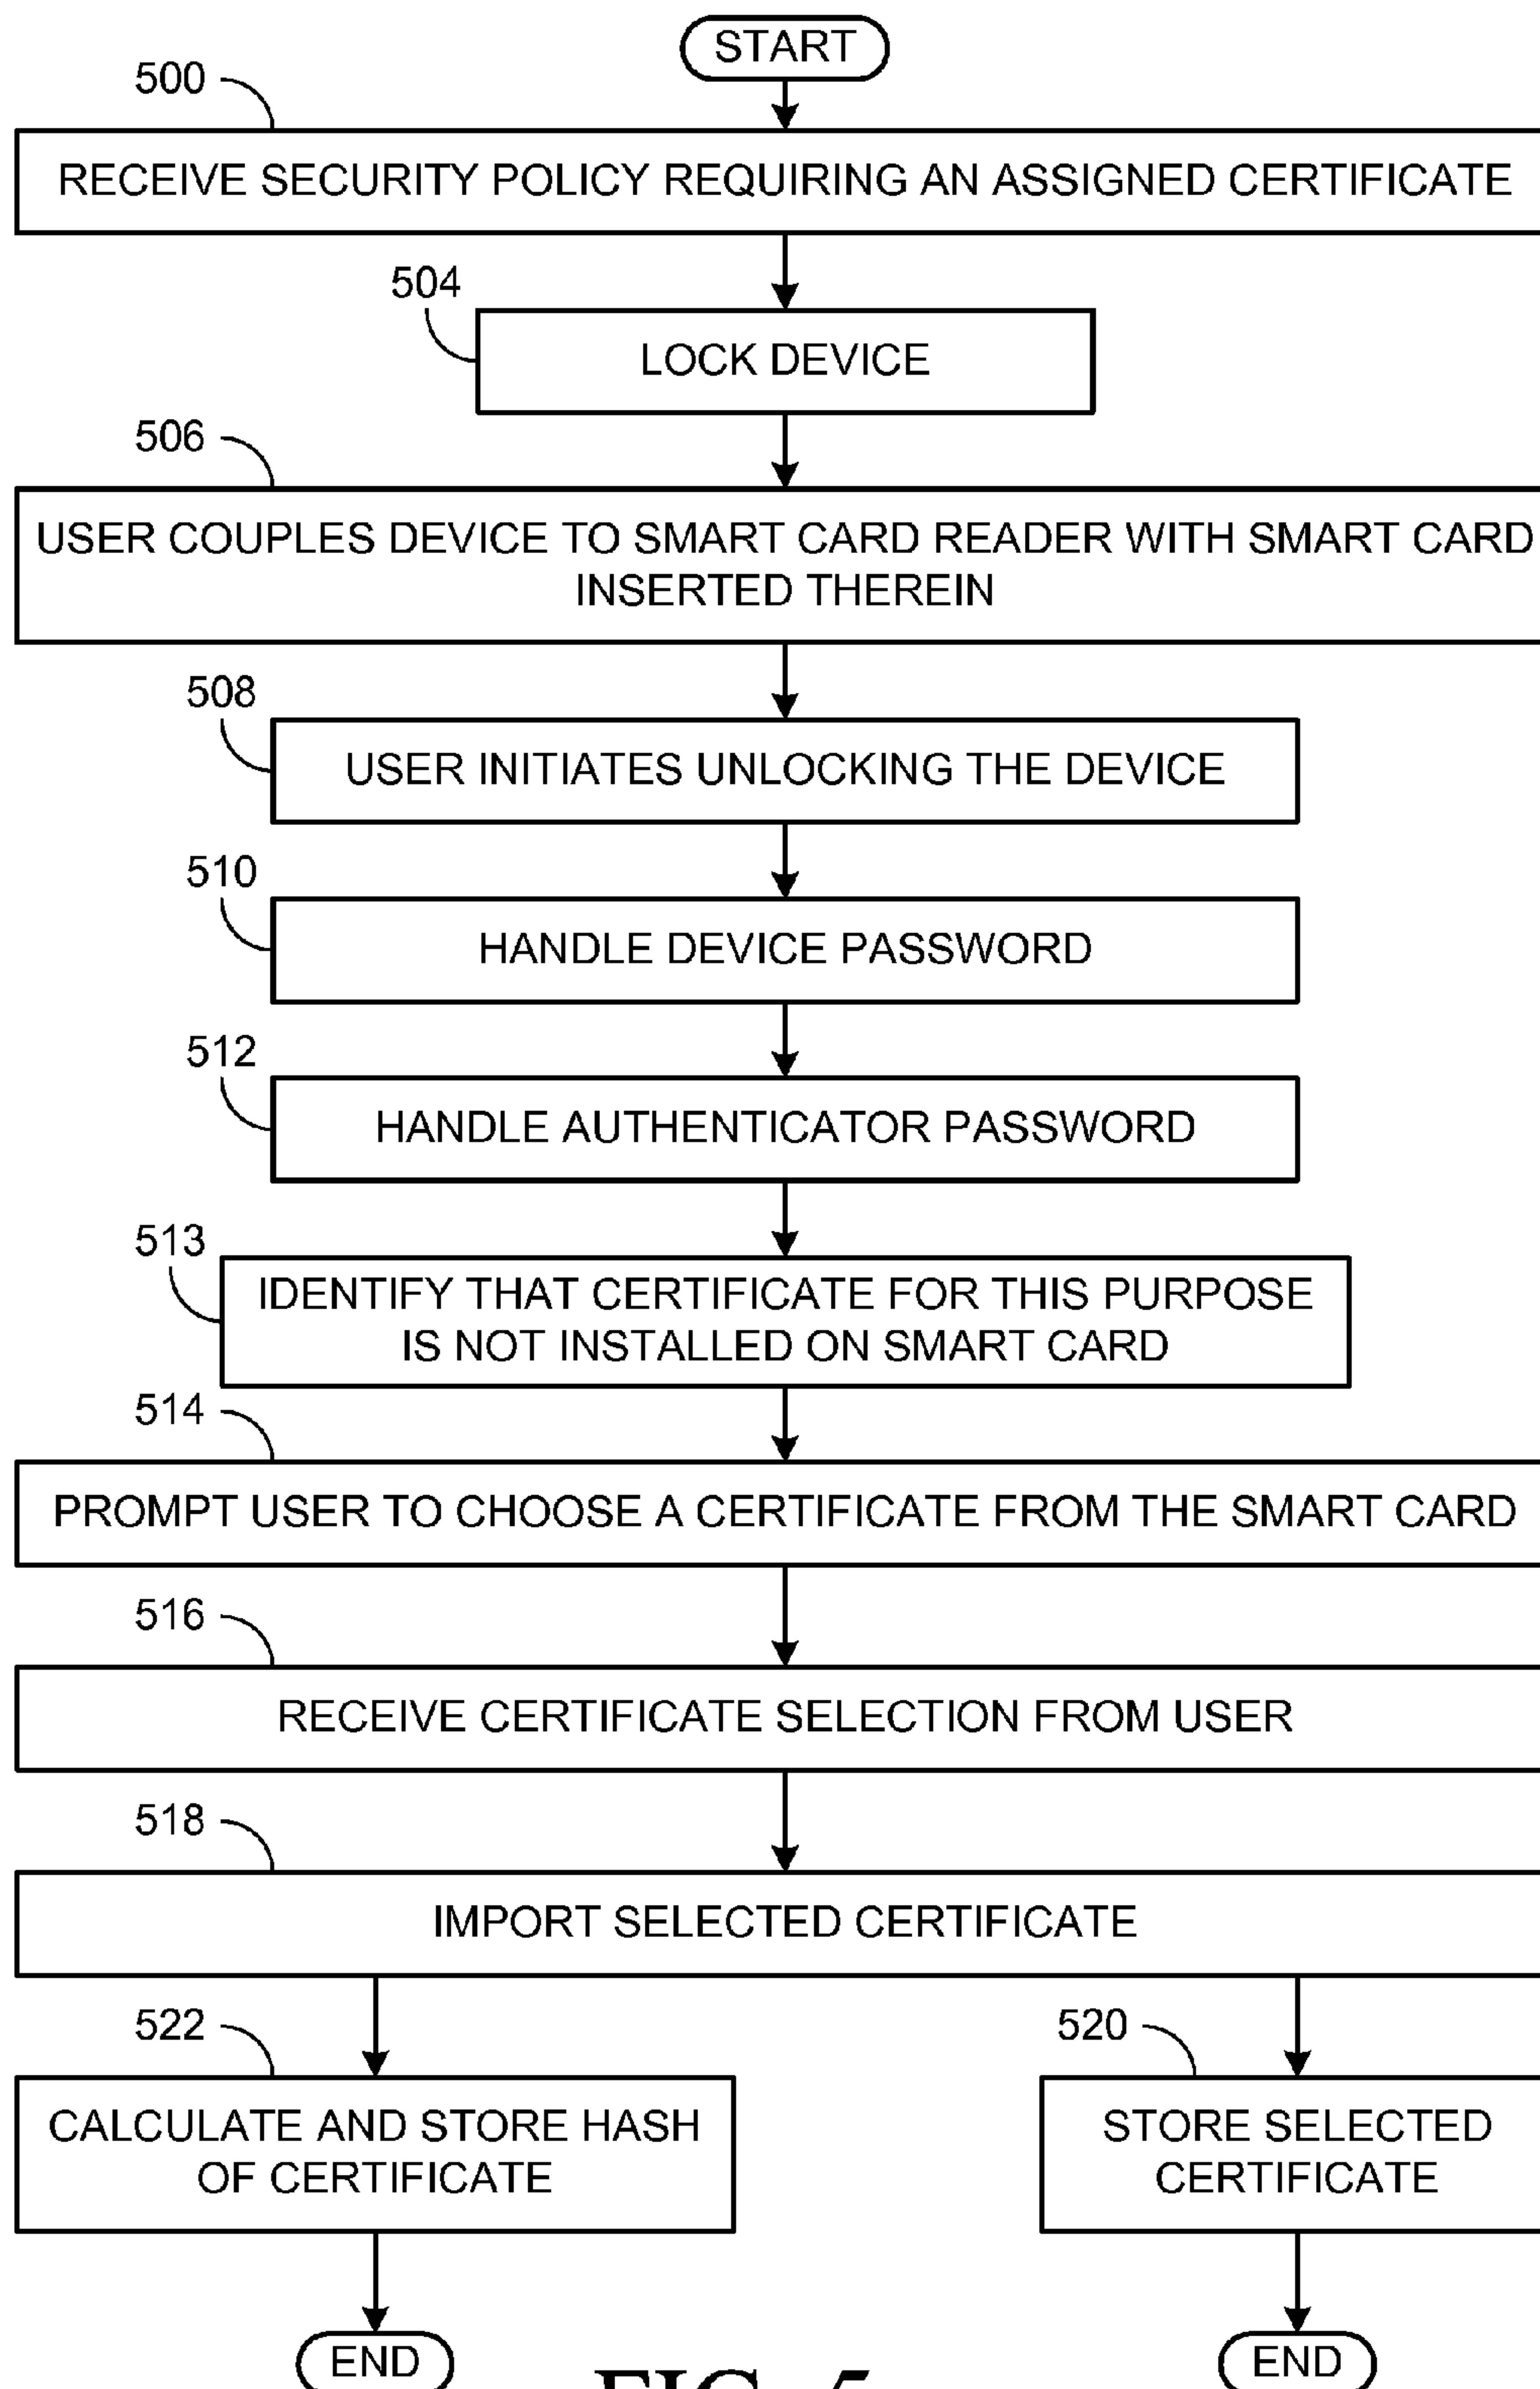 START
500
RECEIVE SECURITY POLICY REQUIRING AN ASSIGNED CERTIFICATE
504
LOCK DEVICE
506
USER COUPLES DEVICE TO SMART CARD READER WITH SMART CARD
INSERTED THEREIN
508
USER INITIATES UNLOCKING THE DEVICE
510
HANDLE DEVICE PASSWORD
512
HANDLE AUTHENTICATOR PASSWORD
513
IDENTIFY THAT CERTIFICATE FOR THIS PURPOSE
IS NOT INSTALLED ON SMART CARD
514
PROMPT USER TO CHOOSE A CERTIFICATE FROM THE SMART CARD
516
RECEIVE CERTIFICATE SELECTION FROM USER
518
IMPORT SELECTED CERTIFICATE
522
CALCULATE AND STORE HASH
OF CERTIFICATE
520
STORE SELECTED
CERTIFICATE
END
END
FIG. 5